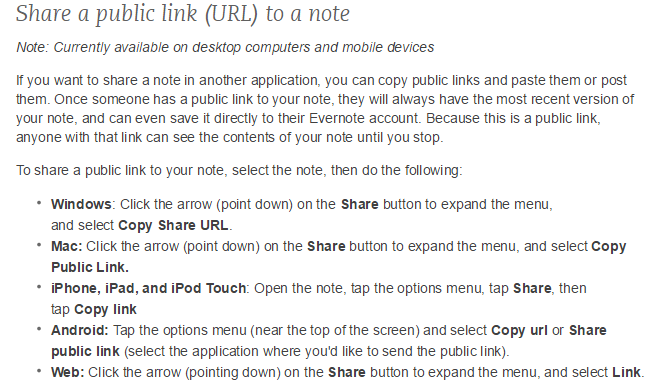 Share a public link (URL) to a note
Note: Currently available on desktop computers and mobile devices
If you want to share a note in another application, you can copy public links and paste them or post
them. Once someone has a public link to your note, they will always have the most recent version of
your note, and can even save it directly to their Evernote account. Because this is a public link,
anyone with that link can see the contents of your note until you stop.
To share a public link to your note, select the note, then do the following:
• Windows: Click the arrow (point down) on the Share button to expand the menu,
and select Copy Share URL.
• Mac: Click the arrow (point down) on the Share button to expand the menu, and select Copy
Public Link.
• iPhone, iPad, and iPod Touch: Open the note, tap the options menu, tap Share, then
tap Copy link
• Android: Tap the options menu (near the top of the screen) and select Copy url or Share
public link (select the application where you'd like to send the public link).
• Web: Click the arrow (pointing down) on the Share button to expand the menu, and select Link.